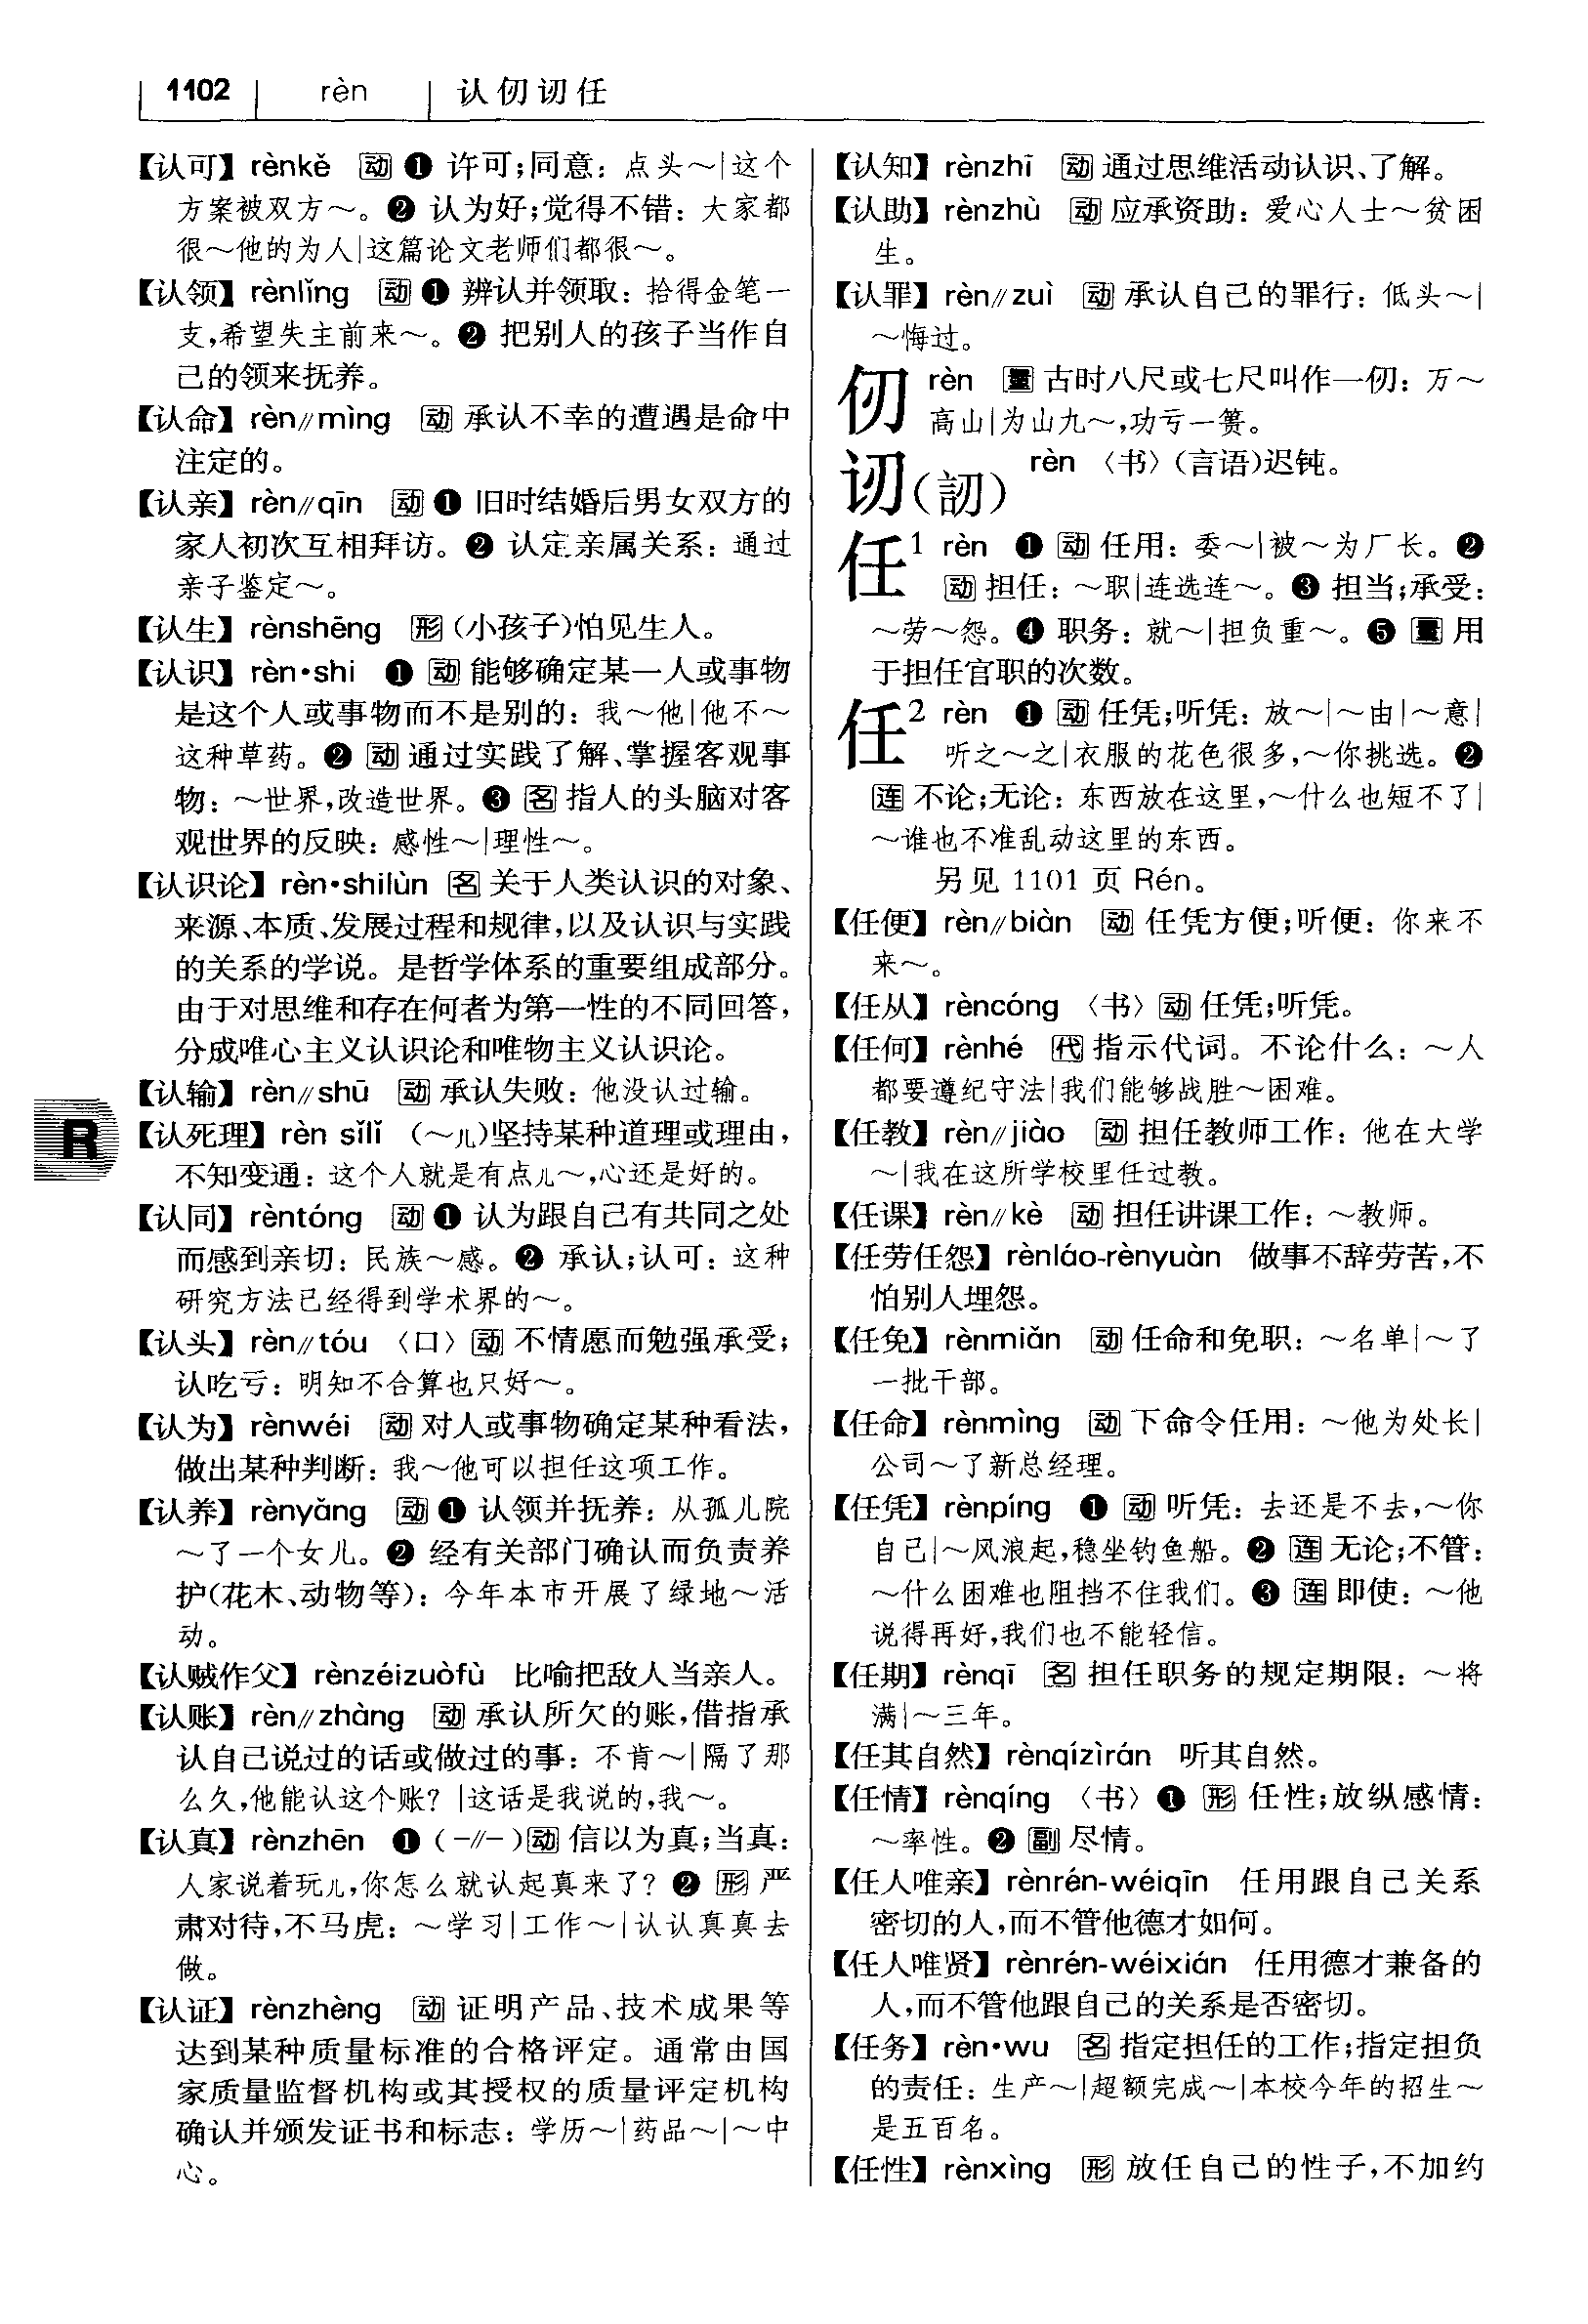 1102 rèn 认仞讱任
【认可】rènkě 动 ❶ 许可;同意：点头～|这个
方案被双方～。❷ 认为好;觉得不错：大家都
很～他的为人|这篇论文老师们都很～。
【认领】rènlǐng 动 ❶ 辨认并领取：拾得金笔一
支,希望失主前来～。❷ 把别人的孩子当作自
己的领来抚养。
【认命】rèn//mìng 动 承认不幸的遭遇是命中
注定的。
【认亲】rèn//qīn 动 ❶ 旧时结婚后男女双方的
家人初次互相拜访。❷ 认定亲属关系：通过
亲子鉴定～。
【认生】rènshēng 形 (小孩子)怕见生人。
【认识】rèn•shi ❶ 动 能够确定某一人或事物
是这个人或事物而不是别的：我～他|他不～
这种草药。❷ 动 通过实践了解、掌握客观事
物：～世界,改造世界。❸ 名 指人的头脑对客
观世界的反映：感性～|理性～。
【认识论】rèn•shilùn 名 关于人类认识的对象、
来源、本质、发展过程和规律,以及认识与实践
的关系的学说。是哲学体系的重要组成部分。
由于对思维和存在何者为第一性的不同回答,
分成唯心主义认识论和唯物主义认识论。
【认输】rèn//shū 动 承认失败：他没认过输。
R
【认死理】rèn sǐlǐ (～儿)坚持某种道理或理由,
不知变通：这个人就是有点儿～,心还是好的。
【认同】rèntóng 动 ❶ 认为跟自己有共同之处
而感到亲切：民族～感。❷ 承认;认可：这种
研究方法已经得到学术界的～。
【认头】rèn//tóu 〈口〉动 不情愿而勉强承受;
认吃亏：明知不合算也只好～。
【认为】rènwéi 动 对人或事物确定某种看法,
做出某种判断：我～他可以担任这项工作。
【认养】rènyǎng 动 ❶ 认领并抚养：从孤儿院
～了一个女儿。❷ 经有关部门确认而负责养
护(花木、动物等)：今年本市开展了绿地～活
动。
【认贼作父】rènzéizuòfù 比喻把敌人当亲人。
【认账】rèn//zhàng 动 承认所欠的账,借指承
认自己说过的话或做过的事：不肯～|隔了那
么久,他能认这个账？|这话是我说的,我～。
【认真】rènzhēn ❶ (－//－)动 信以为真;当真：
人家说着玩儿,你怎么就认起真来了？❷ 形 严
肃对待,不马虎：～学习|工作～|认认真真去
做。
【认证】rènzhèng 动 证明产品、技术成果等
达到某种质量标准的合格评定。通常由国
家质量监督机构或其授权的质量评定机构
确认并颁发证书和标志：学历～|药品～|～中
心。
【认知】rènzhī 动 通过思维活动认识、了解。
【认助】rènzhù 动 应承资助：爱心人士～贫困
生。
【认罪】rèn//zuì 动 承认自己的罪行：低头～|
～悔过。
仞 rèn 量 古时八尺或七尺叫作一仞：万～
高山|为山九～,功亏一篑。
讱(訒) rèn 〈书〉(言语)迟钝。
任1 rèn ❶ 动 任用：委～|被～为厂长。❷
动 担任：～职|连选连～。❸ 担当;承受：
～劳～怨。❹ 职务：就～|担负重～。❺ 量 用
于担任官职的次数。
任2 rèn ❶ 动 任凭;听凭：放～|～由|～意|
听之～之|衣服的花色很多,～你挑选。❷
连 不论;无论：东西放在这里,～什么也短不了|
～谁也不准乱动这里的东西。
另见 1101 页 Rén。
【任便】rèn//biàn 动 任凭方便;听便：你来不
来～。
【任从】rèncóng 〈书〉动 任凭;听凭。
【任何】rènhé 代 指示代词。不论什么：～人
都要遵纪守法|我们能够战胜～困难。
【任教】rèn//jiào 动 担任教师工作：他在大学
～|我在这所学校里任过教。
【任课】rèn//kè 动 担任讲课工作：～教师。
【任劳任怨】rènláo-rènyuàn 做事不辞劳苦,不
怕别人埋怨。
【任免】rènmiǎn 动 任命和免职：～名单|～了
一批干部。
【任命】rènmìng 动 下命令任用：～他为处长|
公司～了新总经理。
【任凭】rènpíng ❶ 动 听凭：去还是不去,～你
自己|～风浪起,稳坐钓鱼船。❷ 连 无论;不管：
～什么困难也阻挡不住我们。❸ 连 即使：～他
说得再好,我们也不能轻信。
【任期】rènqī 名 担任职务的规定期限：～将
满|～三年。
【任其自然】rènqízìrán 听其自然。
【任情】rènqíng 〈书〉❶ 形 任性;放纵感情：
～率性。❷ 副 尽情。
【任人唯亲】rènrén-wéiqīn 任用跟自己关系
密切的人,而不管他德才如何。
【任人唯贤】rènrén-wéixián 任用德才兼备的
人,而不管他跟自己的关系是否密切。
【任务】rèn•wu 名 指定担任的工作;指定担负
的责任：生产～|超额完成～|本校今年的招生～
是五百名。
【任性】rènxìng 形 放任自己的性子,不加约